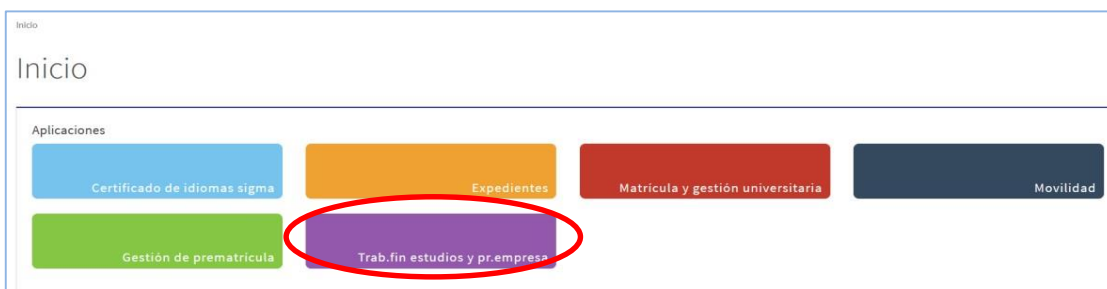 Inicio
Inicio
Aplicaciones
Certificado de idiomas sigma
Expedientes
Matrícula y gestión universitaria
Movilidad
Gestión de prematrícula
Trab.fin estudios y pr.empresa